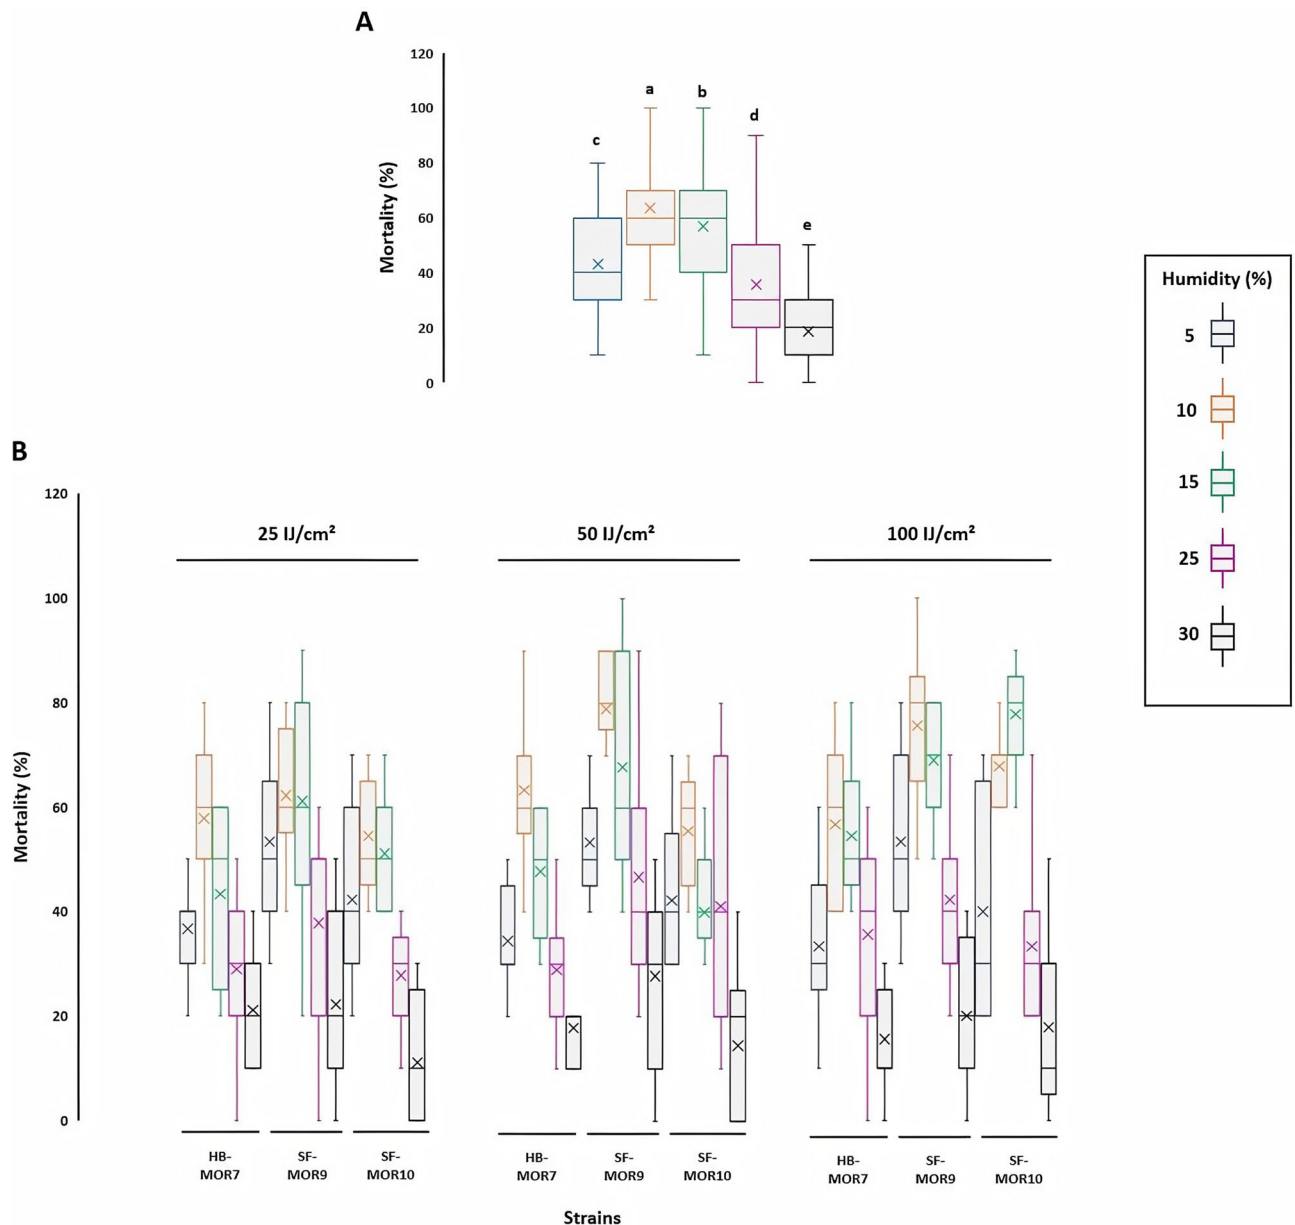 A
120
100
80
60
40
20
0
Mortality (%)
c
a
b
d
e
Humidity (%)
5
10
15
25
30
B
120
100
80
60
40
20
0
Mortality (%)
25 IJ/cm²
50 IJ/cm²
100 IJ/cm²
HB-
MOR7
SF-
MOR9
SF-
MOR10
HB-
MOR7
SF-
MOR9
SF-
MOR10
HB-
MOR7
SF-
MOR9
SF-
MOR10
Strains